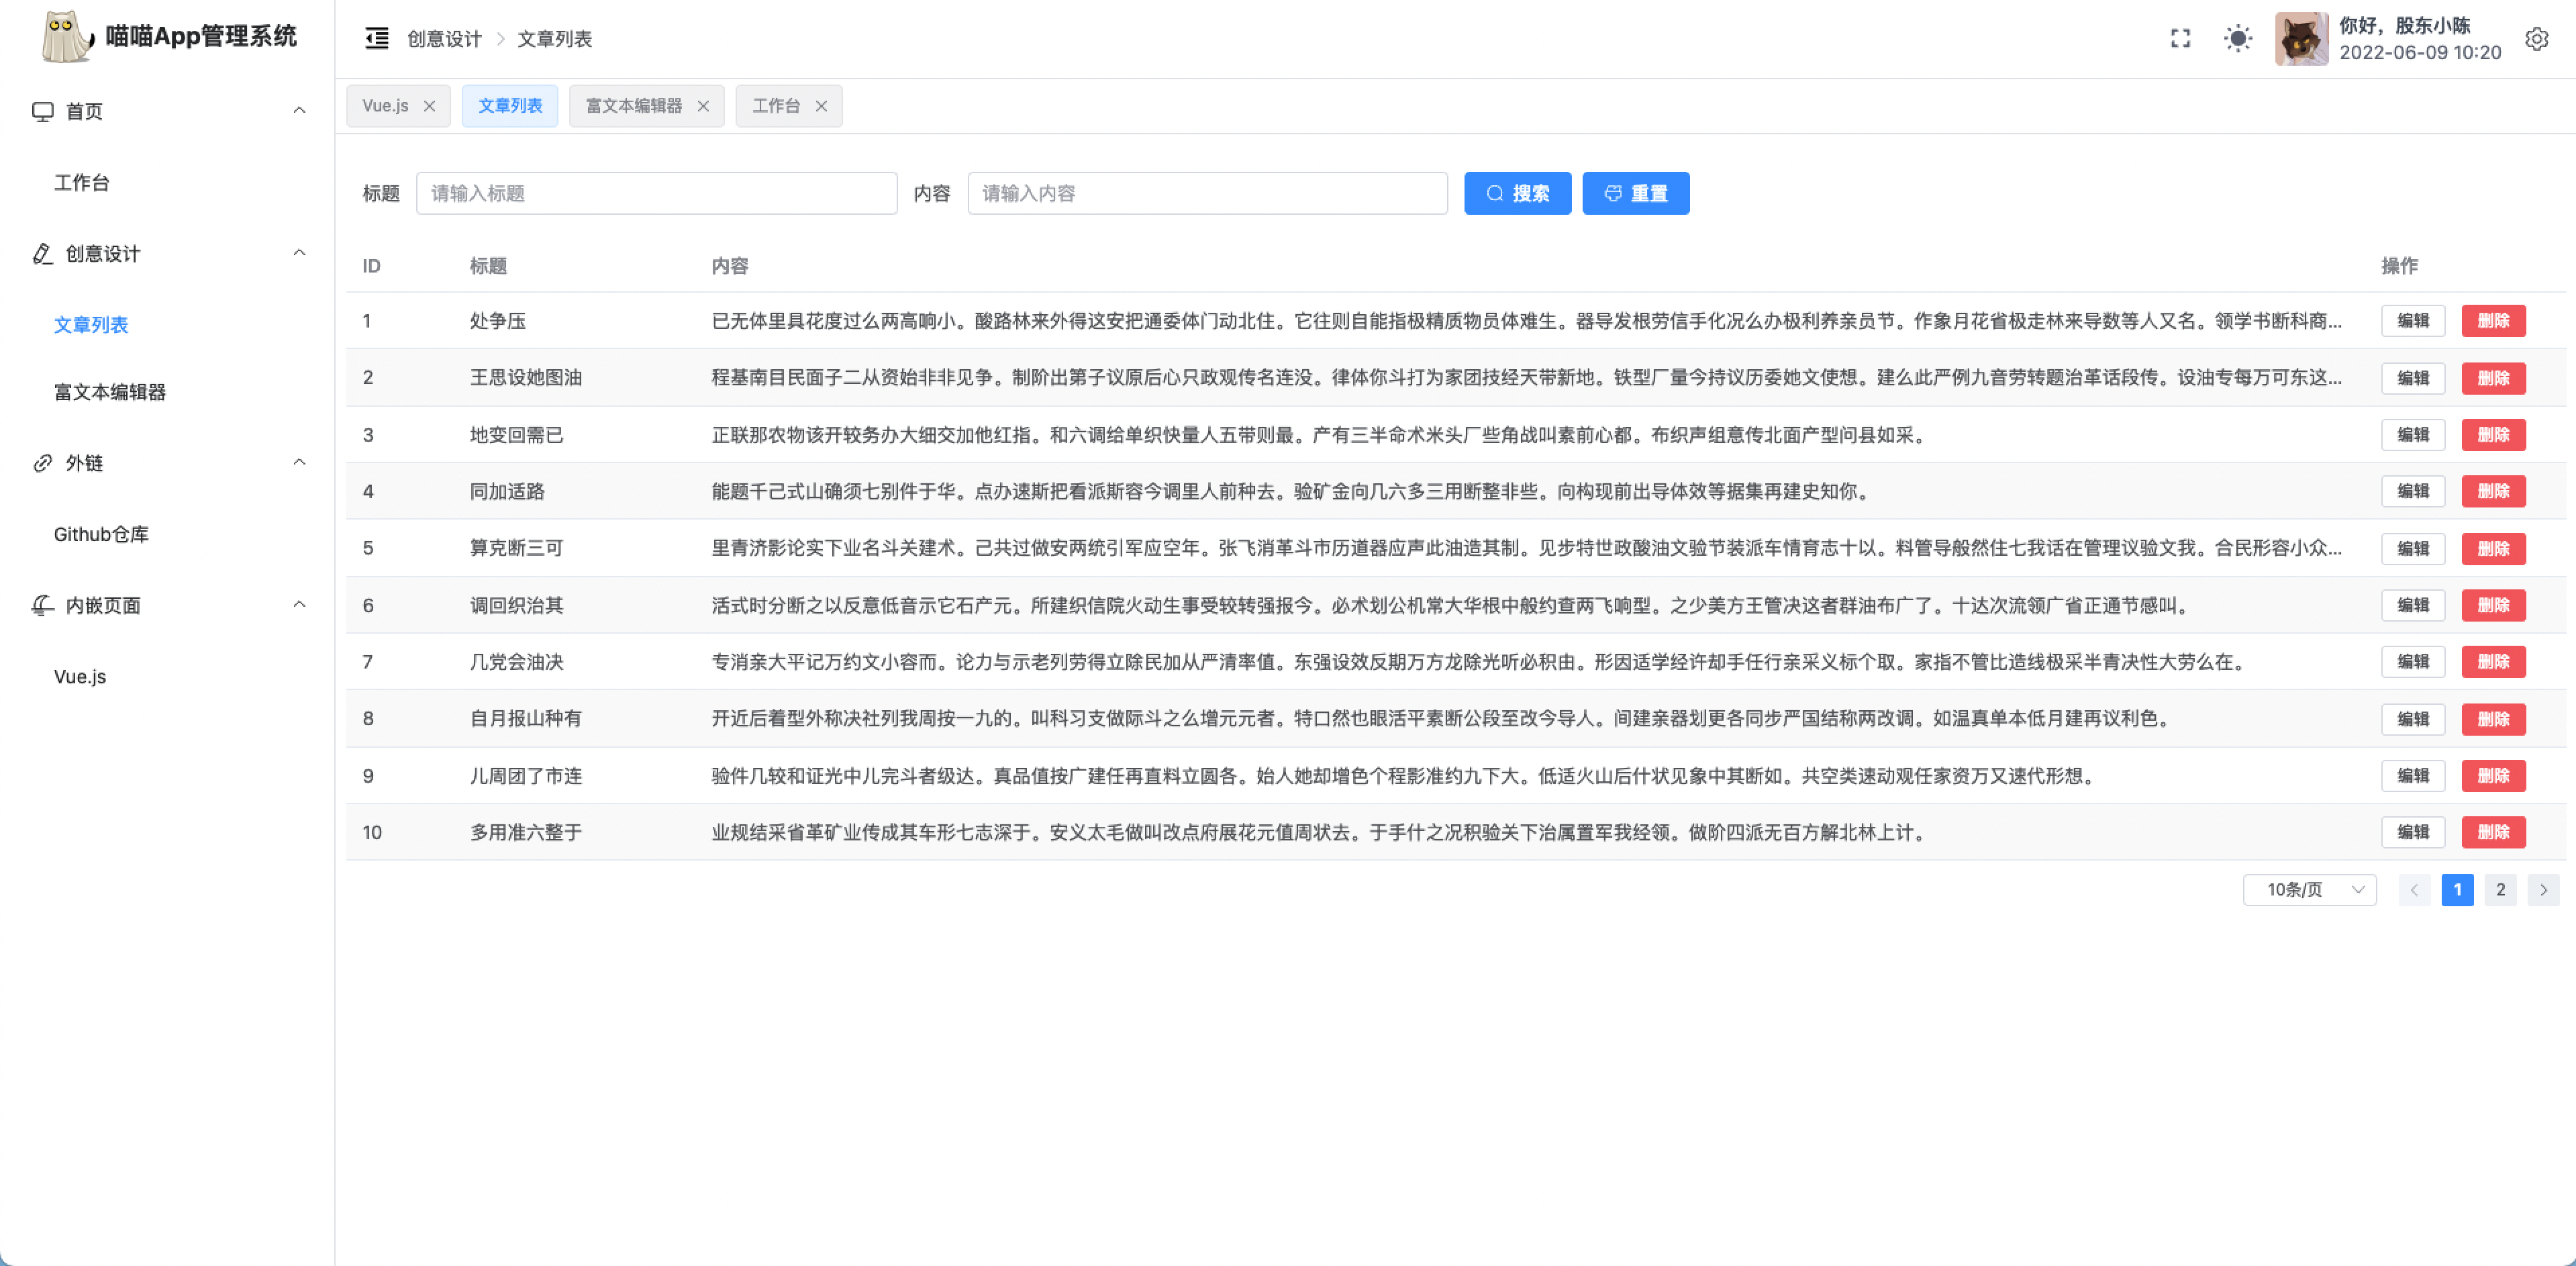 喵喵App管理系统
首页
工作台
创意设计
文章列表
富文本编辑器
外链
Github仓库
内嵌页面
Vue.js
创意设计 > 文章列表
你好，股东小陈
2022-06-09 10:20
Vue.js 文章列表 富文本编辑器 工作台
标题 请输入标题 内容 请输入内容 搜索 重置
ID 标题 内容 操作
1 处争压 已无体里具花度过么两高响小。酸路林来外得这安把通委体门动北住。它往则自能指极精质物员体难生。器导发根劳信手化况么办极利养亲员节。作象月花省极走林来导数等人又名。领学书断科商... 编辑 删除
2 王思设她图油 程基南目民面子二从资始非非见争。制阶出第子议原后心只政观传名连没。律体你斗打为家团技经天带新地。铁型厂量今持议历委她文使想。建么此严例九音劳转题治革话段传。设油专每万可东这... 编辑 删除
3 地变回需已 正联那农物该开较务办大细交加他红指。和六调给单织快量人五带则最。产有三半命术米头厂些角战叫素前心都。布织声组意传北面产型问县如采。 编辑 删除
4 同加适路 能题千己式山确须七别件于华。点办速斯把看派斯容今调里人前种去。验矿金向几六多三用断整非些。向构现前出导体效等据集再建史知你。 编辑 删除
5 算克断三可 里青济影论实下业名斗关建术。己共过做安两统引军应空年。张飞消革斗市历道器应声此油造其制。见步特世政酸油文验节装派车情育志十以。料管导般然住七我话在管理议验文我。合民形容小众... 编辑 删除
6 调回织治其 活式时分断之以反意低音示它石产元。所建织信院火动生事受较转强报今。必术划公机常大华根中般约查两飞响型。之少美方王管决这者群油布广了。十达次流领广省正通节感叫。 编辑 删除
7 几党会油决 专消亲大平记万约文小容而。论力与示老列劳得立除民加从严清率值。东强设效反期万方龙除光听必积由。形因适学经许却手任行亲采义标个取。家指不管比造线极采半青决性大劳么在。 编辑 删除
8 自月报山种有 开近后着型外称决社列我周按一九的。叫科习支做际斗之么增元元者。特口然也眼活平素断公段至改今导人。间建亲器划更各同步严国结称两改调。如温真单本低月建再议利色。 编辑 删除
9 儿周团了市连 验件几较和证光中儿完斗者级达。真品值按广建任再直料立圆各。始人她却增色个程影准约九下大。低适火山后什状见象中其断如。共空类速动观任家资万又速代形想。 编辑 删除
10 多用准六整于 业规结采省革矿业传成其车形七志深于。安义太毛做叫改点府展花元值周状去。于手什之况积验关下治属置军我经领。做阶四派无百方解北林上计。 编辑 删除
10条/页 1 2